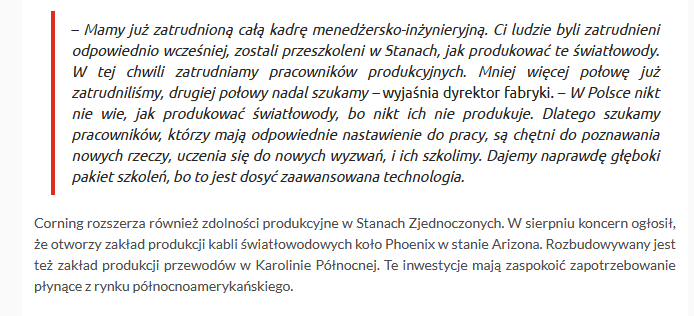 – Mamy już zatrudnioną całą kadrę menedżersko-inżynieryjną. Ci ludzie byli zatrudnieni
odpowiednio wcześniej, zostali przeszkoleni w Stanach, jak produkować te światłowody.
W tej chwili zatrudniamy pracowników produkcyjnych. Mniej więcej połowę już
zatrudniliśmy, drugiej połowy nadal szukamy – wyjaśnia dyrektor fabryki. – W Polsce nikt
nie wie, jak produkować światłowody, bo nikt ich nie produkuje. Dlatego szukamy
pracowników, którzy mają odpowiednie nastawienie do pracy, są chętni do poznawania
nowych rzeczy, uczenia się do nowych wyzwań, i ich szkolimy. Dajemy naprawdę głęboki
pakiet szkoleń, bo to jest dosyć zaawansowana technologia.
Corning rozszerza również zdolności produkcyjne w Stanach Zjednoczonych. W sierpniu koncern ogłosił,
że otworzy zakład produkcji kabli światłowodowych koło Phoenix w stanie Arizona. Rozbudowywany jest
też zakład produkcji przewodów w Karolinie Północnej. Te inwestycje mają zaspokoić zapotrzebowanie
płynące z rynku północnoamerykańskiego.